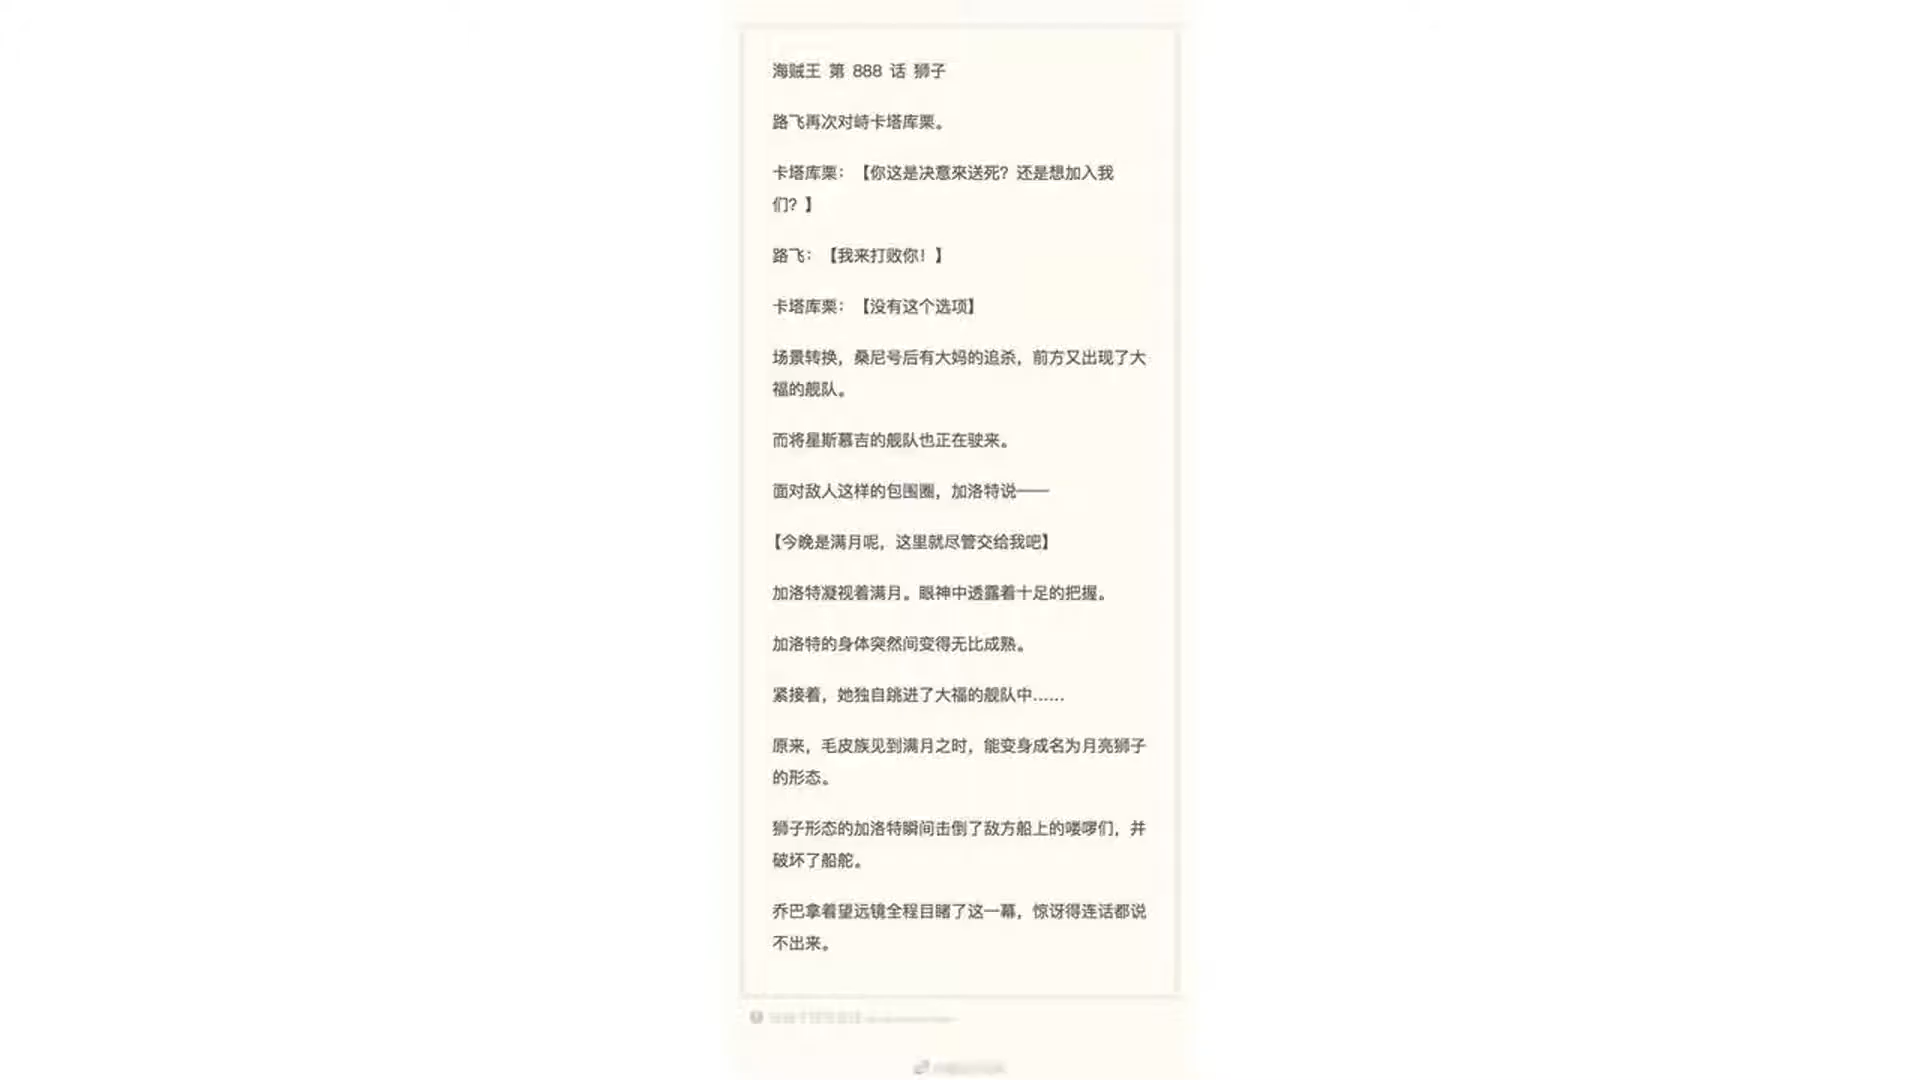 海贼王 第 888 话 狮子
路飞再次对峙卡塔库栗。
卡塔库栗：【你这是决意來送死？还是想加入我
们？】
路飞：【我来打败你！】
卡塔库栗：【没有这个选项】
场景转换，桑尼号后有大妈的追杀，前方又出现了大
福的舰队。
而将星斯慕吉的舰队也正在驶来。
面对敌人这样的包围圈，加洛特说——
【今晚是满月呢，这里就尽管交给我吧】
加洛特凝视着满月。眼神中透露着十足的把握。
加洛特的身体突然间变得无比成熟。
紧接着，她独自跳进了大福的舰队中……
原来，毛皮族见到满月之时，能变身成名为月亮狮子
的形态。
狮子形态的加洛特瞬间击倒了敌方船上的喽啰们，并
破坏了船舵。
乔巴拿着望远镜全程目睹了这一幕，惊讶得连话都说
不出来。